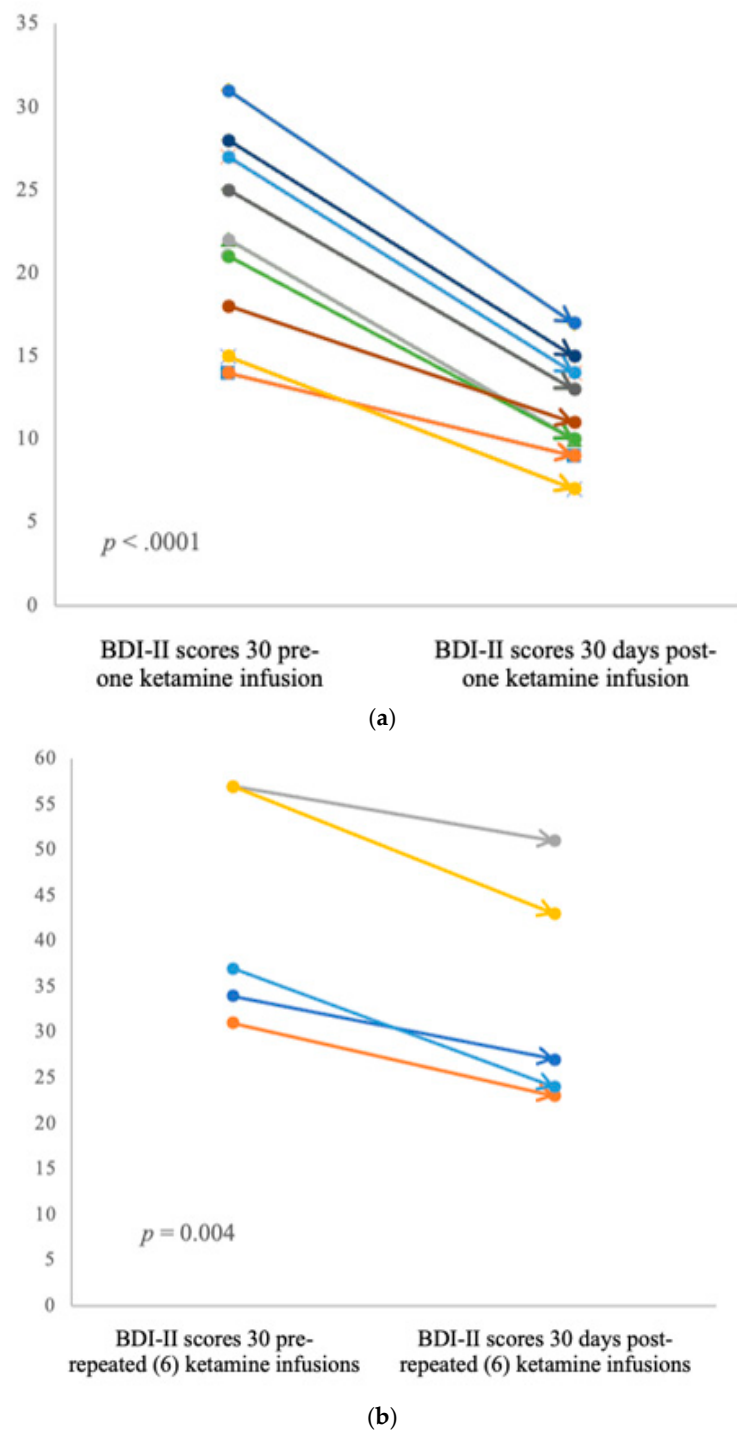 35
30
25
20
15
10
5
0
p < .0001
BDI-II scores 30 pre-
one ketamine infusion
BDI-II scores 30 days post-
one ketamine infusion
(a)
60
55
50
45
40
35
30
25
20
15
10
5
0
p = 0.004
BDI-II scores 30 pre-
repeated (6) ketamine infusions
BDI-II scores 30 days post-
repeated (6) ketamine infusions
(b)